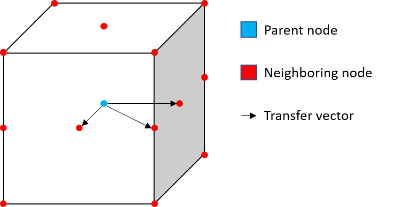 Parent node
Neighboring node
Transfer vector